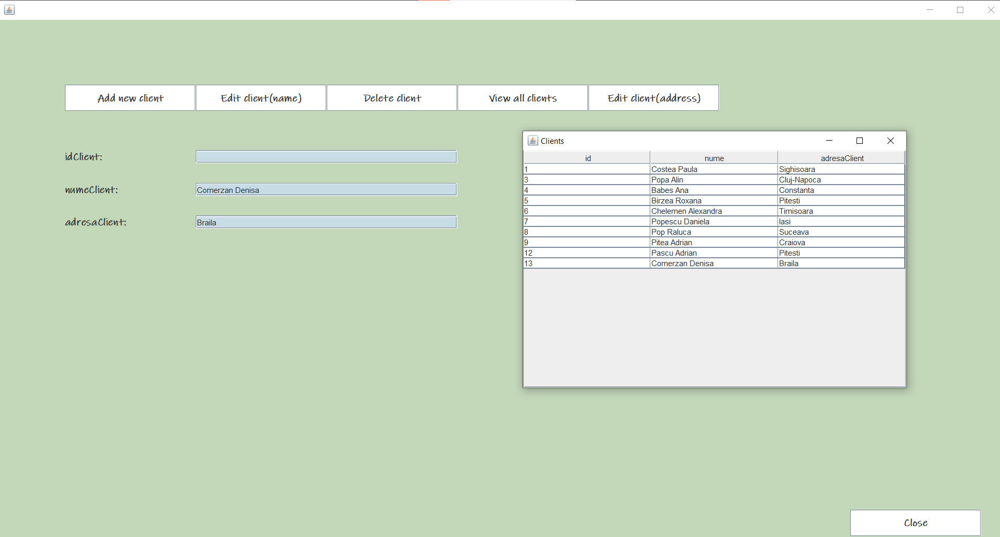 Add new client Edit client(name) Delete client View all clients Edit client(address)
idClient:
numeClient: Comerzan Denisa
adresaClient: Braila
Clients
id nume adresaClient
1 Costea Paula Sighisoara
3 Popa Alin Cluj-Napoca
4 Babes Ana Constanta
5 Birzea Roxana Pitesti
6 Chelemen Alexandra Timisoara
7 Popescu Daniela Iasi
8 Pop Raluca Suceava
9 Pitea Adrian Craiova
12 Pascu Adrian Pitesti
13 Comerzan Denisa Braila
Close